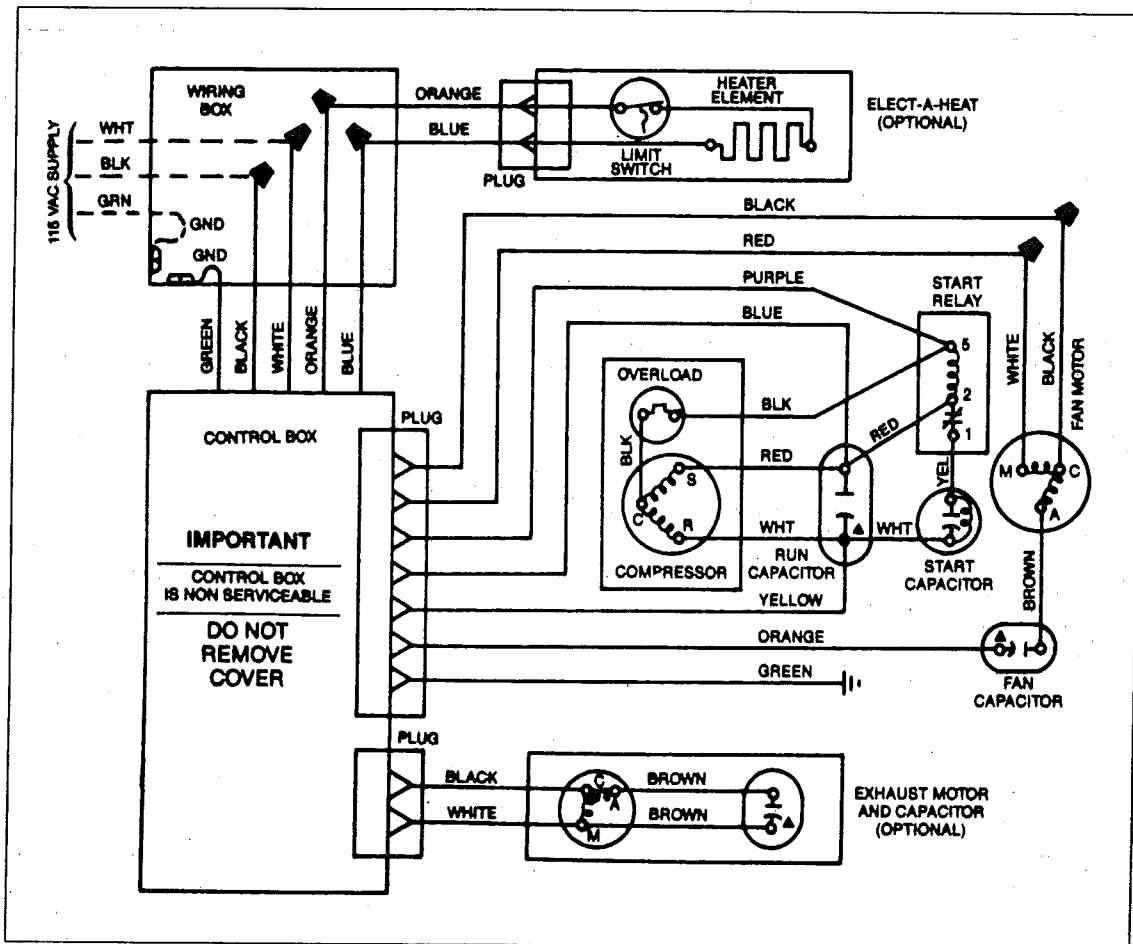 WIRING
BOX
115 VAC SUPPLY
WHT
BLK
GRN
GND
GND
ORANGE
BLUE
PLUG
LIMIT
SWITCH
HEATER
ELEMENT
ELECT-A-HEAT
(OPTIONAL)
GREEN
BLACK
WHITE
ORANGE
BLUE
BLACK
RED
PURPLE
BLUE
START
RELAY
5
2
1
WHITE
BLACK
FAN MOTOR
M
C
A
OVERLOAD
BLK
BLK
RED
RED
YEL
S
C
R
WHT
WHT
COMPRESSOR
RUN
CAPACITOR
START
CAPACITOR
BROWN
YELLOW
ORANGE
GREEN
FAN
CAPACITOR
CONTROL BOX
PLUG
IMPORTANT
CONTROL BOX
IS NON SERVICEABLE
DO NOT
REMOVE
COVER
PLUG
BLACK
WHITE
C
A
M
BROWN
BROWN
EXHAUST MOTOR
AND CAPACITOR
(OPTIONAL)